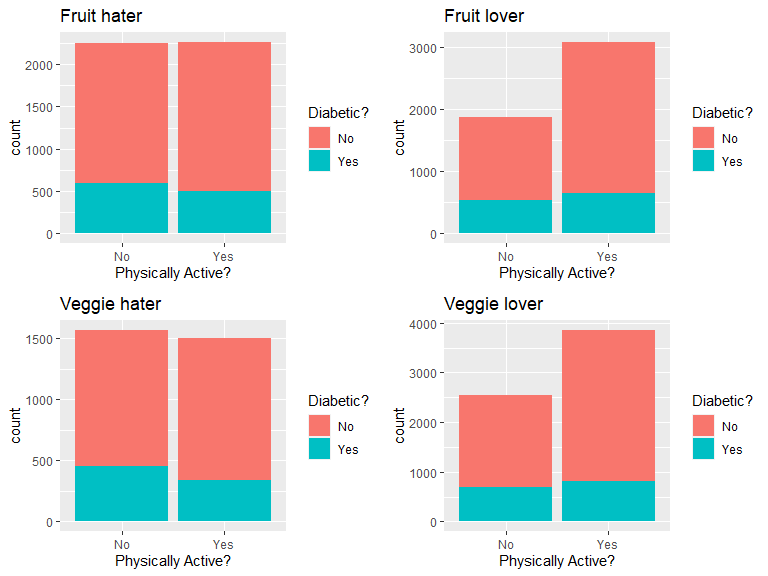 Fruit hater
count
2000
1500
1000
500
0
No
Yes
Physically Active?
Diabetic?
No
Yes
Fruit lover
count
3000
2000
1000
0
No
Yes
Physically Active?
Diabetic?
No
Yes
Veggie hater
count
1500
1000
500
0
No
Yes
Physically Active?
Diabetic?
No
Yes
Veggie lover
count
4000
3000
2000
1000
0
No
Yes
Physically Active?
Diabetic?
No
Yes